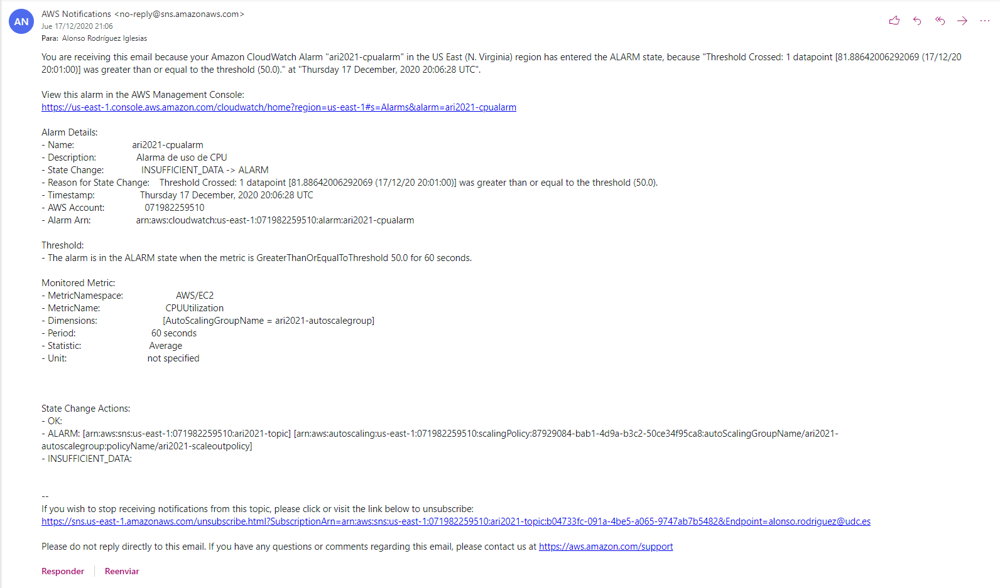 AN
AWS Notifications <no-reply@sns.amazonaws.com>
Jue 17/12/2020 21:06
Para: Alonso Rodríguez Iglesias
You are receiving this email because your Amazon CloudWatch Alarm "ari2021-cpualarm" in the US East (N. Virginia) region has entered the ALARM state, because "Threshold Crossed: 1 datapoint [81.88642006292069 (17/12/20
20:01:00)] was greater than or equal to the threshold (50.0)." at "Thursday 17 December, 2020 20:06:28 UTC".
View this alarm in the AWS Management Console:
https://us-east-1.console.aws.amazon.com/cloudwatch/home?region=us-east-1#s=Alarms&alarm=ari2021-cpualarm
Alarm Details:
- Name: ari2021-cpualarm
- Description: Alarma de uso de CPU
- State Change: INSUFFICIENT_DATA -> ALARM
- Reason for State Change: Threshold Crossed: 1 datapoint [81.88642006292069 (17/12/20 20:01:00)] was greater than or equal to the threshold (50.0).
- Timestamp: Thursday 17 December, 2020 20:06:28 UTC
- AWS Account: 071982259510
- Alarm Arn: arn:aws:cloudwatch:us-east-1:071982259510:alarm:ari2021-cpualarm
Threshold:
- The alarm is in the ALARM state when the metric is GreaterThanOrEqualToThreshold 50.0 for 60 seconds.
Monitored Metric:
- MetricNamespace: AWS/EC2
- MetricName: CPUUtilization
- Dimensions: [AutoScalingGroupName = ari2021-autoscalegroup]
- Period: 60 seconds
- Statistic: Average
- Unit: not specified
State Change Actions:
- OK:
- ALARM: [arn:aws:sns:us-east-1:071982259510:ari2021-topic] [arn:aws:autoscaling:us-east-1:071982259510:scalingPolicy:87929084-bab1-4d9a-b3c2-50ce34f95ca8:autoScalingGroupName/ari2021-
autoscalegroup:policyName/ari2021-scaleoutpolicy]
- INSUFFICIENT_DATA:
--
If you wish to stop receiving notifications from this topic, please click or visit the link below to unsubscribe:
https://sns.us-east-1.amazonaws.com/unsubscribe.html?SubscriptionArn=arn:aws:sns:us-east-1:071982259510:ari2021-topic:b04733fc-091a-4be5-a065-9747ab7b5482&Endpoint=alonso.rodriguez@udc.es
Please do not reply directly to this email. If you have any questions or comments regarding this email, please contact us at https://aws.amazon.com/support
Responder Reenviar